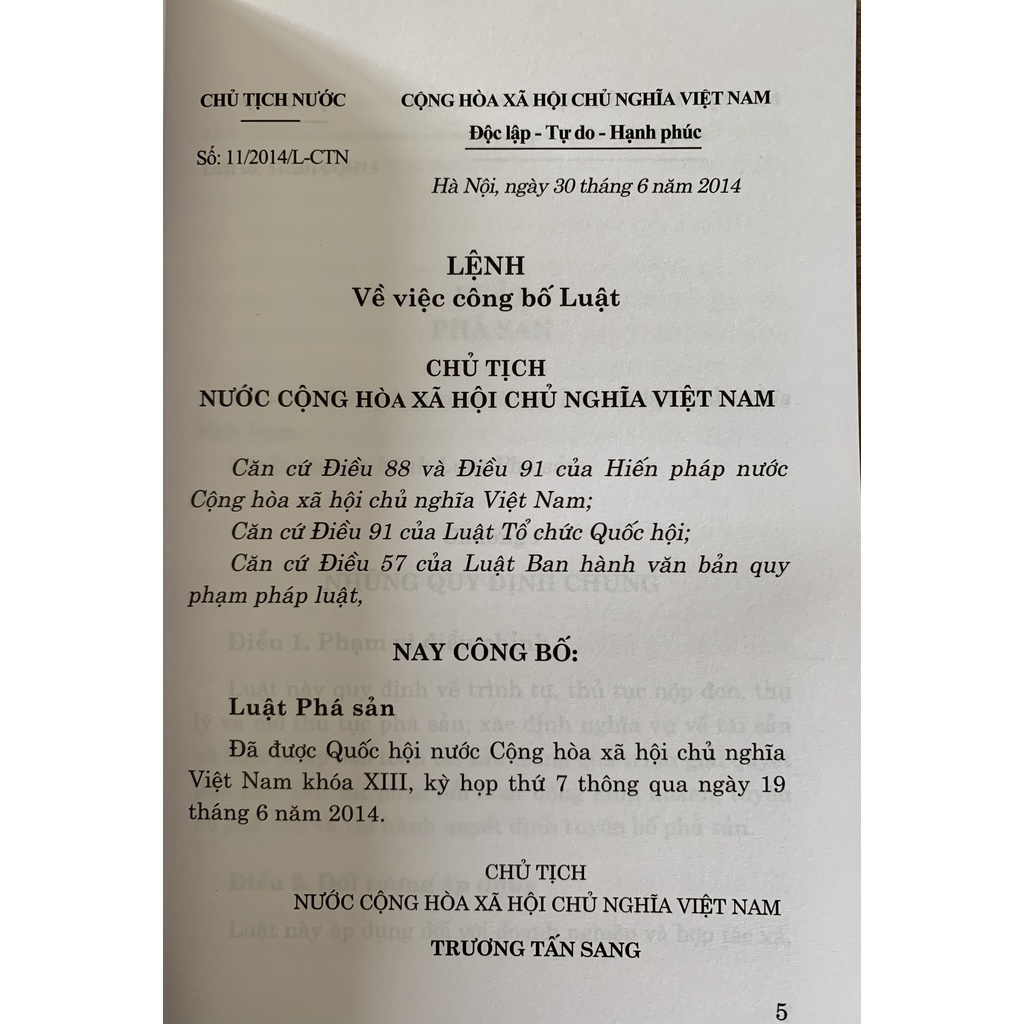 CHỦ TỊCH NƯỚC
CỘNG HÒA XÃ HỘI CHỦ NGHĨA VIỆT NAM
Độc lập - Tự do - Hạnh phúc
Số: 11/2014/L-CTN
Hà Nội, ngày 30 tháng 6 năm 2014
LỆNH
Về việc công bố Luật
CHỦ TỊCH
NƯỚC CỘNG HÒA XÃ HỘI CHỦ NGHĨA VIỆT NAM
Căn cứ Điều 88 và Điều 91 của Hiến pháp nước
Cộng hòa xã hội chủ nghĩa Việt Nam;
Căn cứ Điều 91 của Luật Tổ chức Quốc hội;
Căn cứ Điều 57 của Luật Ban hành văn bản quy
phạm pháp luật,
NAY CÔNG BỐ:
Luật Phá sản
Đã được Quốc hội nước Cộng hòa xã hội chủ nghĩa
Việt Nam khóa XIII, kỳ họp thứ 7 thông qua ngày 19
tháng 6 năm 2014.
CHỦ TỊCH
NƯỚC CỘNG HÒA XÃ HỘI CHỦ NGHĨA VIỆT NAM
TRƯƠNG TẤN SANG
5